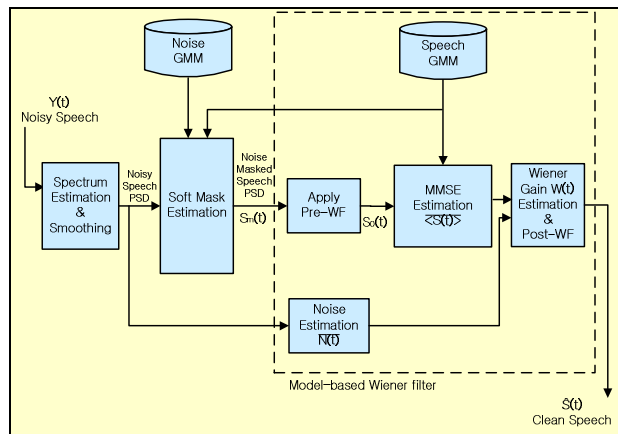 Noise
GMM
Speech
GMM
Y(t)
Noisy Speech
Spectrum
Estimation
&
Smoothing
Noisy
Speech
PSD
Soft Mask
Estimation
Noise
Masked
Speech
PSD
Sm(t)
Apply
Pre-WF
So(t)
MMSE
Estimation
<S(t)>
Wiener
Gain W(t)
Estimation
&
Post-WF
Noise
Estimation
N(t)
Model-based Wiener filter
Ŝ(t)
Clean Speech